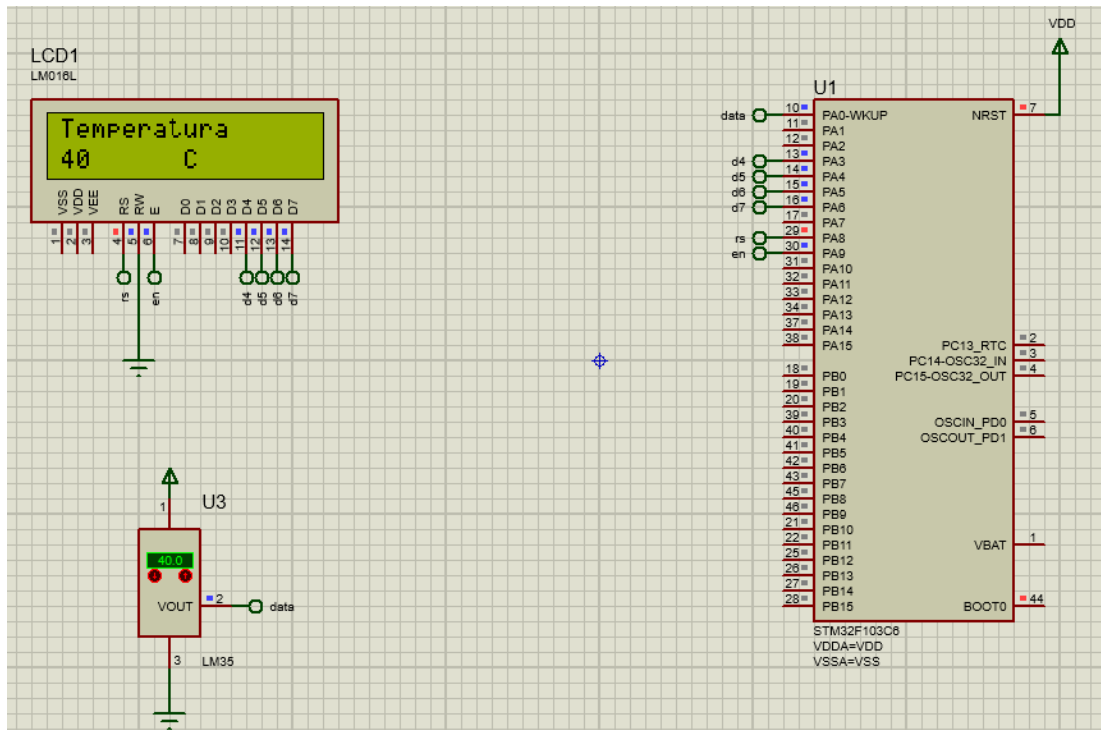 LCD1
LM016L
Temperatura
40 C
VSS
VDD
VEE
RS
RW
E
D0
D1
D2
D3
D4
D5
D6
D7
1
2
3
4
5
6
7
8
9
10
11
12
13
14
rs
en
d4
d5
d6
d7
1
U3
40.0
VOUT
2
data
3
LM35
VDD
U1
data 10 PA0-WKUP
11 PA1
12 PA2
d4 13 PA3
d5 14 PA4
d6 15 PA5
d7 16 PA6
17 PA7
rs 29 PA8
en 30 PA9
31 PA10
32 PA11
33 PA12
34 PA13
37 PA14
38 PA15
18 PB0
19 PB1
20 PB2
39 PB3
40 PB4
41 PB5
42 PB6
43 PB7
45 PB8
46 PB9
21 PB10
22 PB11
25 PB12
26 PB13
27 PB14
28 PB15
NRST 7
PC13_RTC 2
PC14-OSC32_IN 3
PC15-OSC32_OUT 4
OSCIN_PD0 5
OSCOUT_PD1 6
VBAT 1
BOOT0 44
STM32F103C6
VDDA=VDD
VSSA=VSS